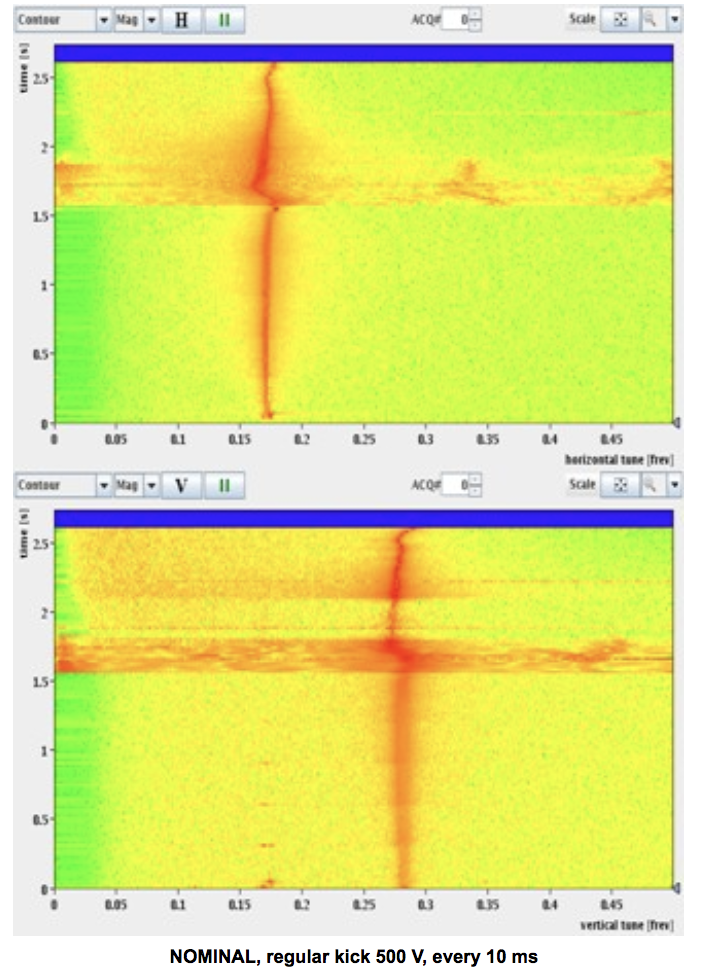 Contour Mag H ACQ# 0 Scale
time [s]
2.5
2
1.5
1
0.5
0
0 0.05 0.1 0.15 0.2 0.25 0.3 0.35 0.4 0.45
horizontal tune [frev]
Contour Mag V ACQ# 0 Scale
time [s]
2.5
2
1.5
1
0.5
0
0 0.05 0.1 0.15 0.2 0.25 0.3 0.35 0.4 0.45
vertical tune [frev]
NOMINAL, regular kick 500 V, every 10 ms